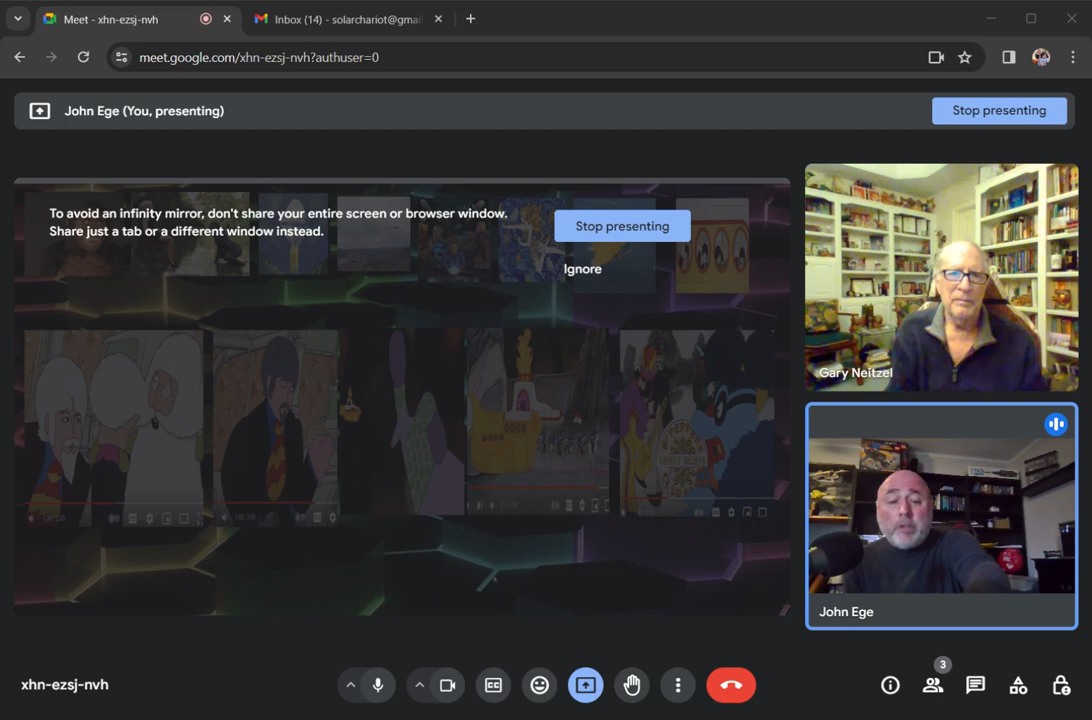 Meet - xhn-ezsj-nvh
Inbox (14) - solarchariot@gmai
meet.google.com/xhn-ezsj-nvh?authuser=0
John Ege (You, presenting)
Stop presenting
To avoid an infinity mirror, don't share your entire screen or browser window.
Share just a tab or a different window instead.
Stop presenting
Ignore
Gary Neitzel
John Ege
xhn-ezsj-nvh
CC
3